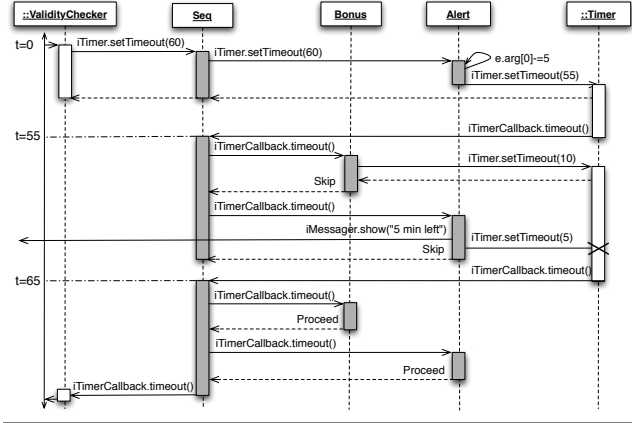 ::ValidityChecker Seq Bonus Alert ::Timer
t=0
iTimer.setTimeout(60)
iTimer.setTimeout(60)
e.arg[0]-=5
iTimer.setTimeout(55)
iTimerCallback.timeout()
t=55
iTimerCallback.timeout()
iTimer.setTimeout(10)
Skip
iTimerCallback.timeout()
iMessager.show("5 min left")
iTimer.setTimeout(5)
Skip
iTimerCallback.timeout()
t=65
iTimerCallback.timeout()
Proceed
iTimerCallback.timeout()
Proceed
iTimerCallback.timeout()